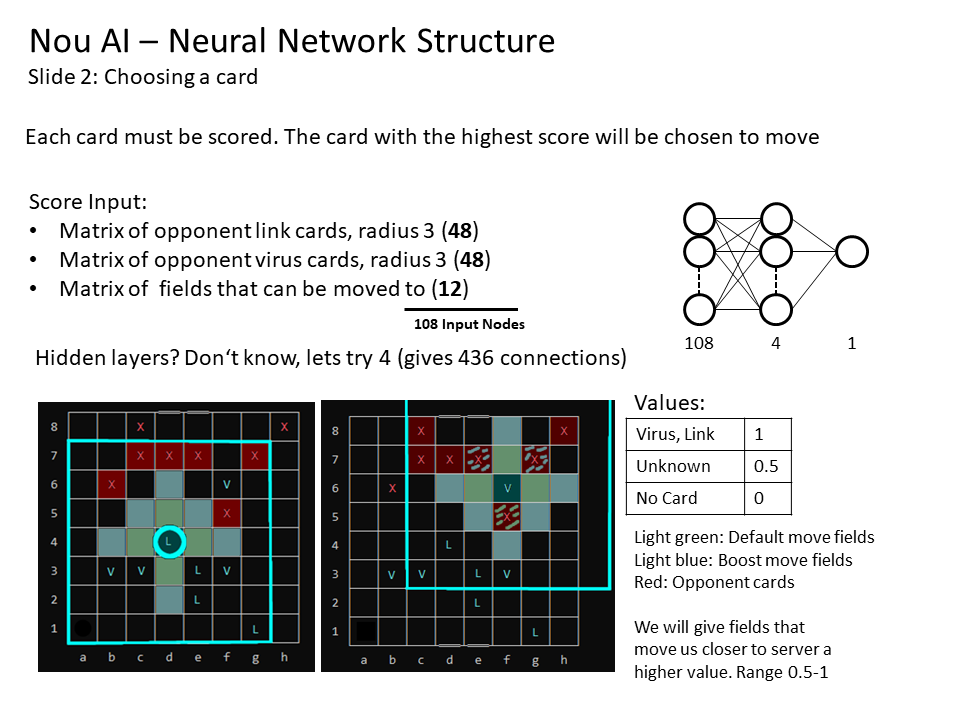 Nou AI – Neural Network Structure
Slide 2: Choosing a card
Each card must be scored. The card with the highest score will be chosen to move
Score Input:
• Matrix of opponent link cards, radius 3 (48)
• Matrix of opponent virus cards, radius 3 (48)
• Matrix of fields that can be moved to (12)
108 Input Nodes
Hidden layers? Don‘t know, lets try 4 (gives 436 connections)
108 4 1
8 X X
7 X X X X
6 X V
5 X
4 L
3 V V L V
2 L
1 L
a b c d e f g h
8 X X
7 X X X X
6 X V
5 X
4 L
3 V V L V
2 L
1 L
a b c d e f g h
Values:
Virus, Link 1
Unknown 0.5
No Card 0
Light green: Default move fields
Light blue: Boost move fields
Red: Opponent cards
We will give fields that
move us closer to server a
higher value. Range 0.5-1